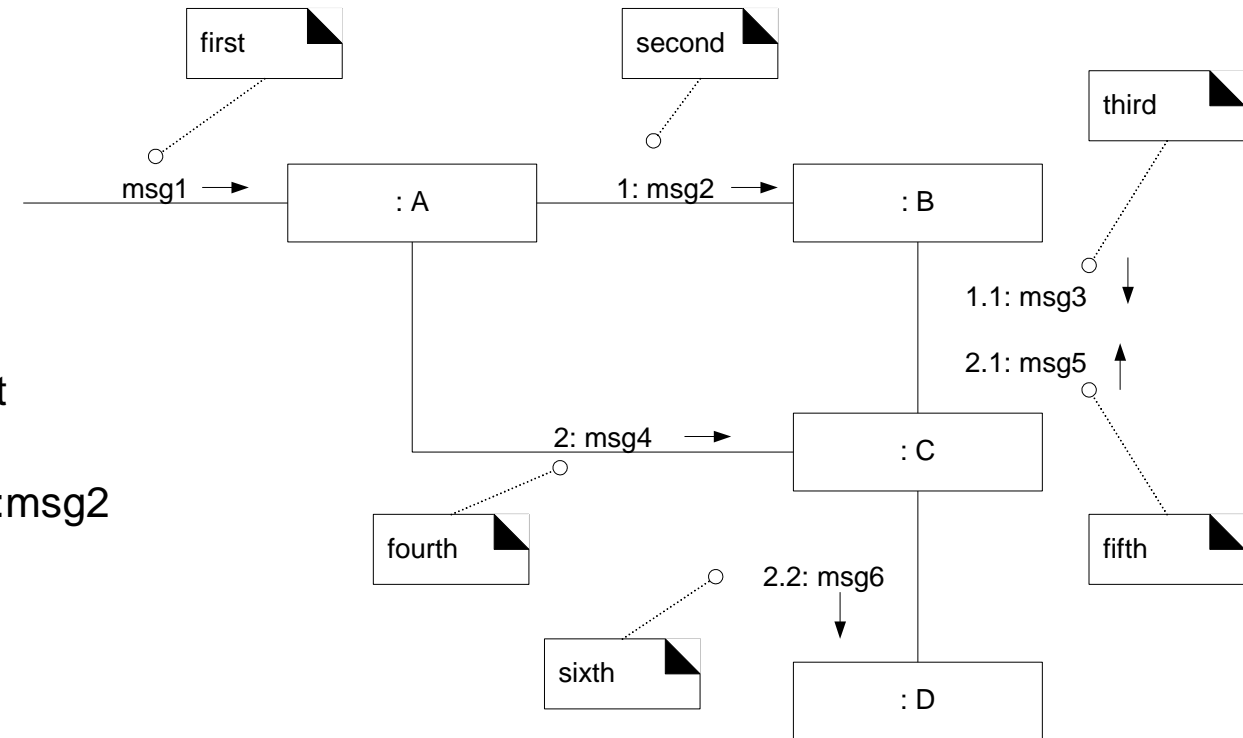 first
second
third
msg1
: A
1: msg2
: B
1.1: msg3
2.1: msg5
t
2: msg4
: C
:msg2
fourth
fifth
2.2: msg6
sixth
: D